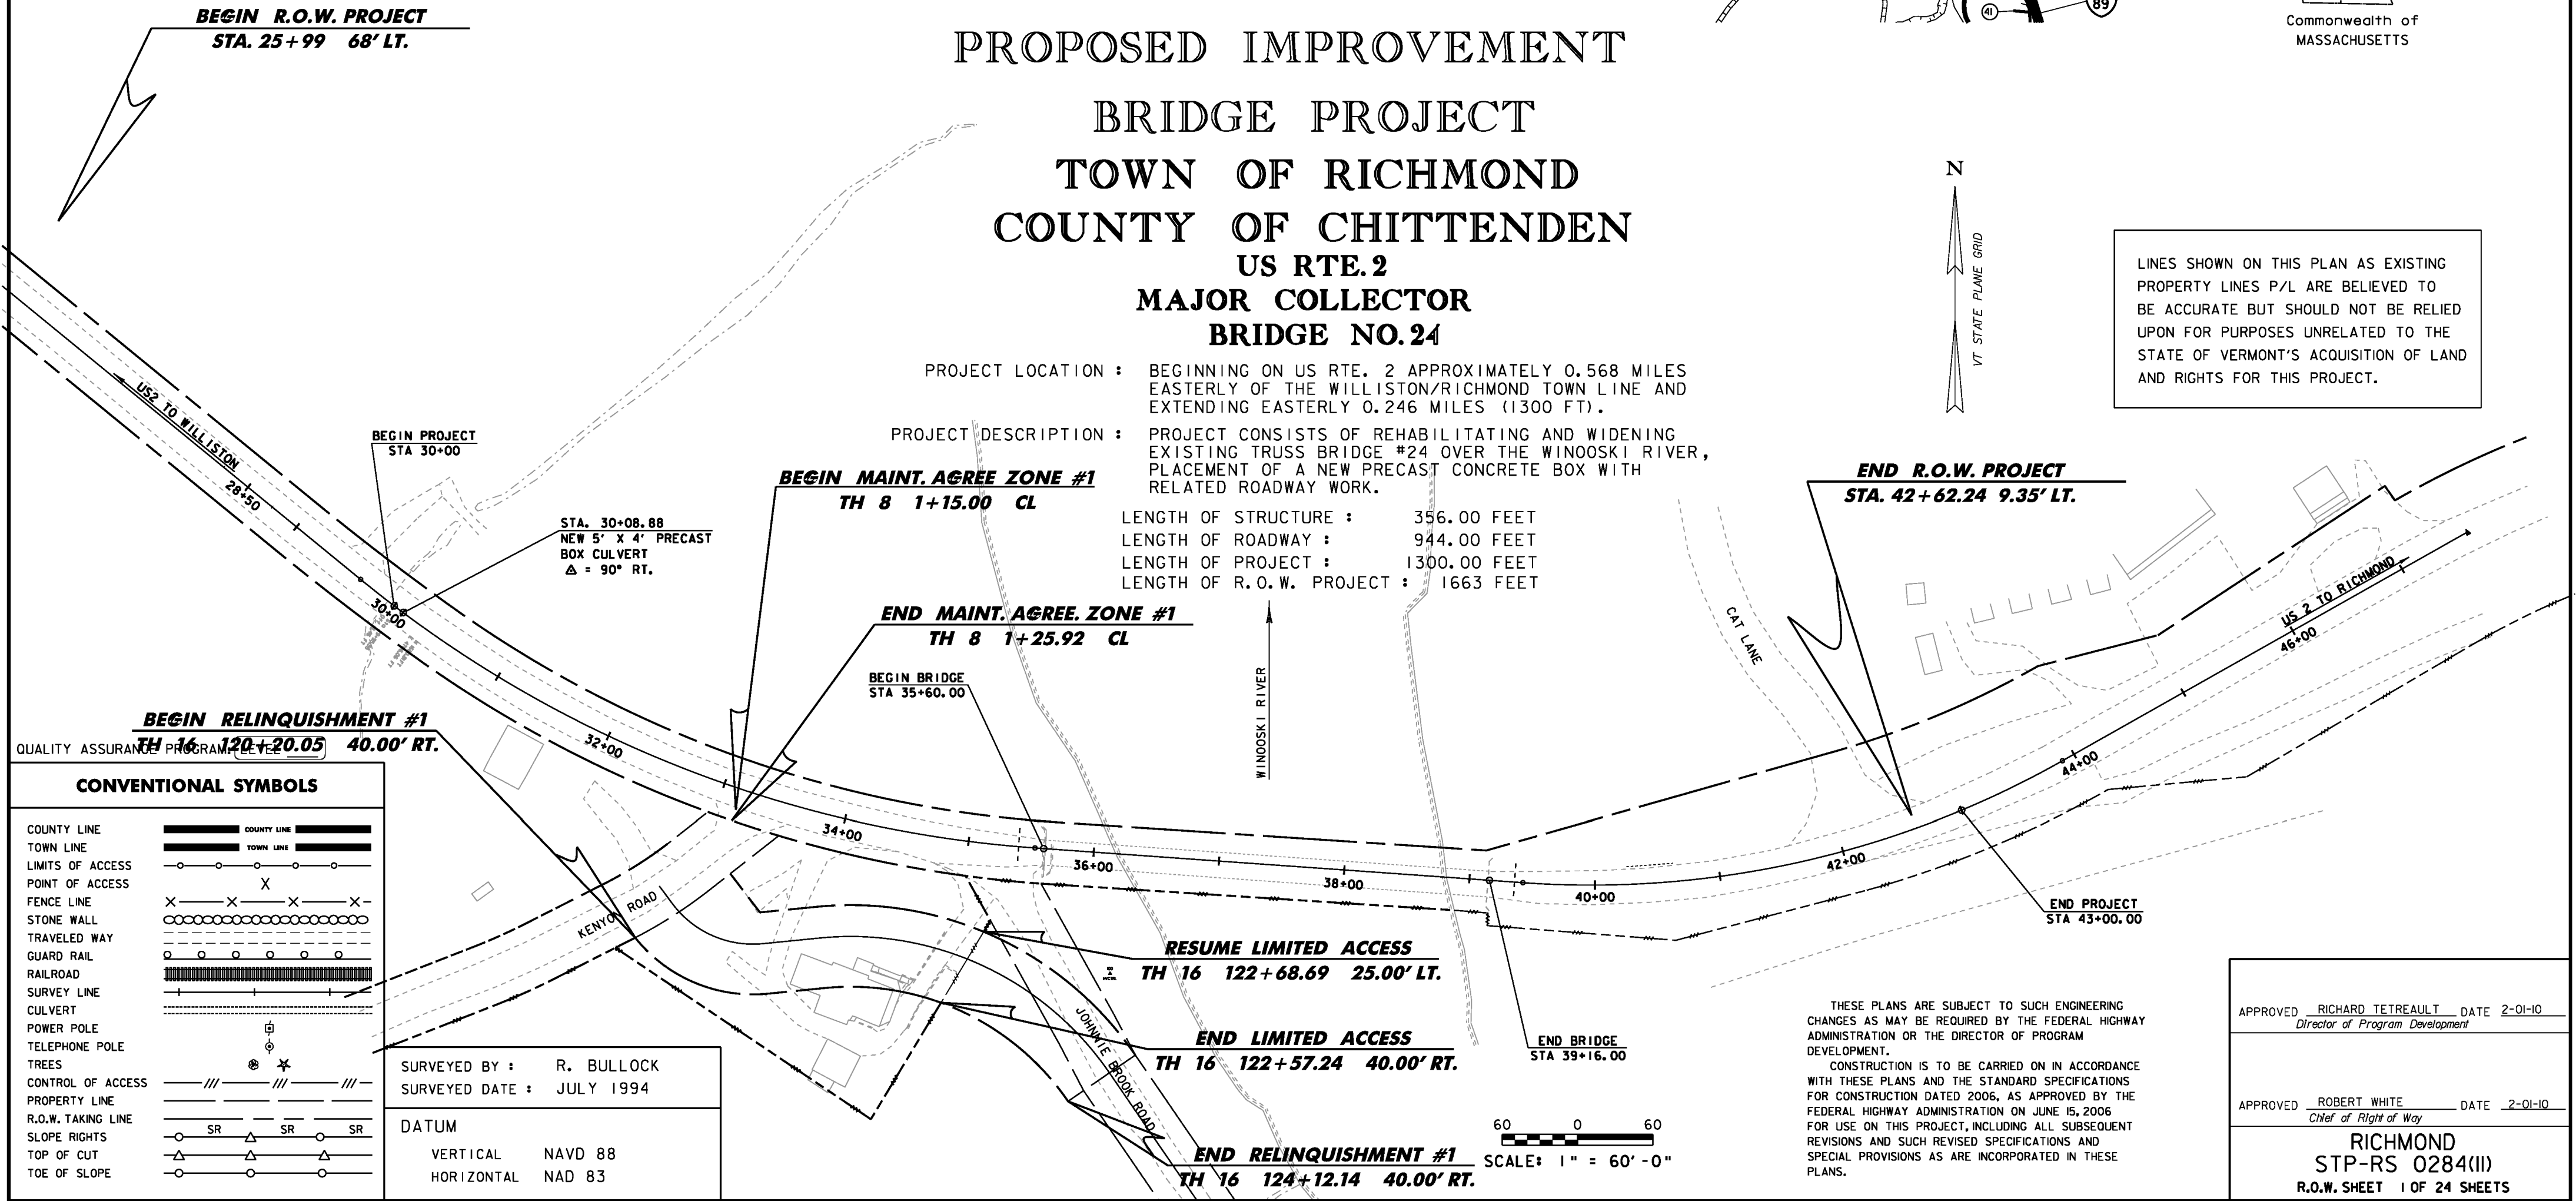 BEGIN R.O.W. PROJECT
STA. 25+99 68' LT.
41
89
Commonwealth of
MASSACHUSETTS
PROPOSED IMPROVEMENT
BRIDGE PROJECT
TOWN OF RICHMOND
COUNTY OF CHITTENDEN
US RTE. 2
MAJOR COLLECTOR
BRIDGE NO. 24
N
VT STATE PLANE GRID
LINES SHOWN ON THIS PLAN AS EXISTING
PROPERTY LINES P/L ARE BELIEVED TO
BE ACCURATE BUT SHOULD NOT BE RELIED
UPON FOR PURPOSES UNRELATED TO THE
STATE OF VERMONT'S ACQUISITION OF LAND
AND RIGHTS FOR THIS PROJECT.
PROJECT LOCATION : BEGINNING ON US RTE. 2 APPROXIMATELY 0.568 MILES
EASTERLY OF THE WILLISTON/RICHMOND TOWN LINE AND
EXTENDING EASTERLY 0.246 MILES (1300 FT).
PROJECT DESCRIPTION : PROJECT CONSISTS OF REHABILITATING AND WIDENING
EXISTING TRUSS BRIDGE #24 OVER THE WINOOSKI RIVER,
PLACEMENT OF A NEW PRECAST CONCRETE BOX WITH
RELATED ROADWAY WORK.
LENGTH OF STRUCTURE : 356.00 FEET
LENGTH OF ROADWAY : 944.00 FEET
LENGTH OF PROJECT : 1300.00 FEET
LENGTH OF R.O.W. PROJECT : 1663 FEET
US2 TO WILLISTON
28+50
BEGIN PROJECT
STA 30+00
STA. 30+08.88
NEW 5' X 4' PRECAST
BOX CULVERT
△ = 90° RT.
30+00
BEGIN MAINT. AGREE ZONE #1
TH 8 1+15.00 CL
END MAINT. AGREE. ZONE #1
TH 8 1+25.92 CL
BEGIN BRIDGE
STA 35+60.00
WINOOSKI RIVER
END R.O.W. PROJECT
STA. 42+62.24 9.35' LT.
CAT LANE
US 2 TO RICHMOND
46+00
44+00
42+00
40+00
38+00
36+00
34+00
32+00
END PROJECT
STA 43+00.00
BEGIN RELINQUISHMENT #1
TH 16 120+20.05 40.00' RT.
QUALITY ASSURANCE PROGRAM: LEVEL
KENYON ROAD
JOHNNIE BROOK ROAD
RESUME LIMITED ACCESS
TH 16 122+68.69 25.00' LT.
END LIMITED ACCESS
TH 16 122+57.24 40.00' RT.
END RELINQUISHMENT #1
TH 16 124+12.14 40.00' RT.
END BRIDGE
STA 39+16.00
60 0 60
SCALE: 1" = 60'-0"
CONVENTIONAL SYMBOLS
COUNTY LINE COUNTY LINE
TOWN LINE TOWN LINE
LIMITS OF ACCESS
POINT OF ACCESS X
FENCE LINE
STONE WALL
TRAVELED WAY
GUARD RAIL
RAILROAD
SURVEY LINE
CULVERT
POWER POLE
TELEPHONE POLE
TREES
CONTROL OF ACCESS
PROPERTY LINE
R.O.W. TAKING LINE
SLOPE RIGHTS SR SR SR
TOP OF CUT
TOE OF SLOPE
SURVEYED BY : R. BULLOCK
SURVEYED DATE : JULY 1994
DATUM
VERTICAL NAVD 88
HORIZONTAL NAD 83
THESE PLANS ARE SUBJECT TO SUCH ENGINEERING
CHANGES AS MAY BE REQUIRED BY THE FEDERAL HIGHWAY
ADMINISTRATION OR THE DIRECTOR OF PROGRAM
DEVELOPMENT.
CONSTRUCTION IS TO BE CARRIED ON IN ACCORDANCE
WITH THESE PLANS AND THE STANDARD SPECIFICATIONS
FOR CONSTRUCTION DATED 2006, AS APPROVED BY THE
FEDERAL HIGHWAY ADMINISTRATION ON JUNE 15, 2006
FOR USE ON THIS PROJECT, INCLUDING ALL SUBSEQUENT
REVISIONS AND SUCH REVISED SPECIFICATIONS AND
SPECIAL PROVISIONS AS ARE INCORPORATED IN THESE
PLANS.
APPROVED RICHARD TETREAULT DATE 2-01-10
Director of Program Development
APPROVED ROBERT WHITE DATE 2-01-10
Chief of Right of Way
RICHMOND
STP-RS 0284(11)
R.O.W. SHEET 1 OF 24 SHEETS